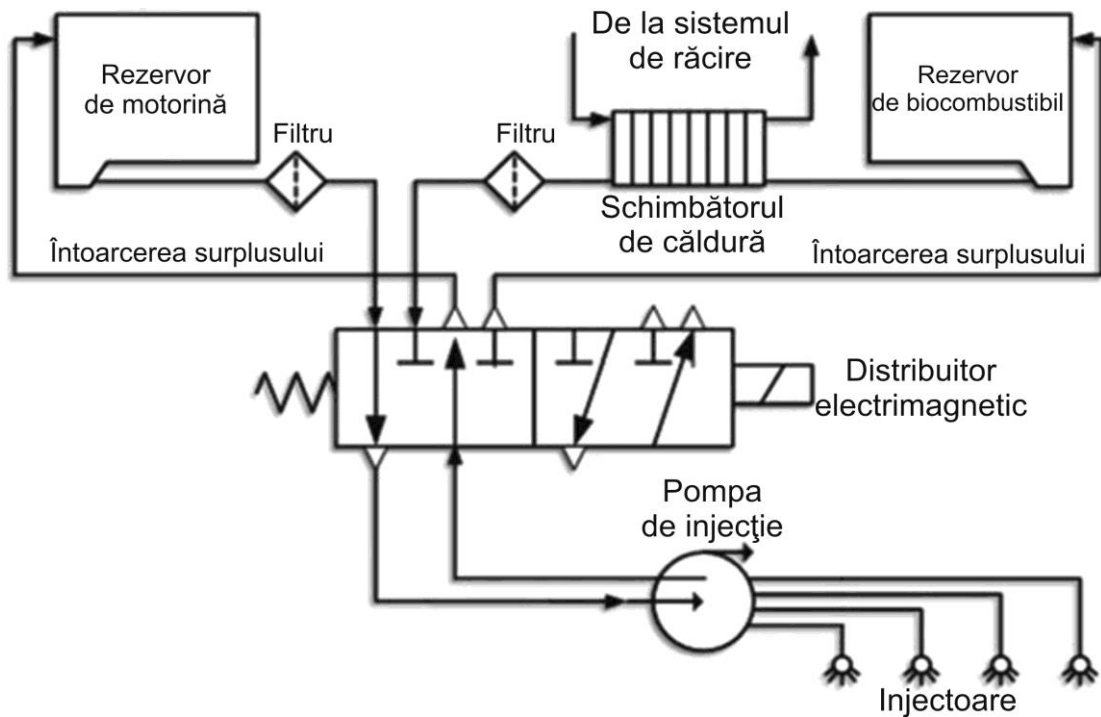 De la sistemul
de răcire
Rezervor
de motorină
Rezervor
de biocombustibil
Filtru
Filtru
Schimbătorul
de căldură
Întoarcerea surplusului
Întoarcerea surplusului
Distribuitor
electrimagnetic
Pompa
de injecţie
Injectoare